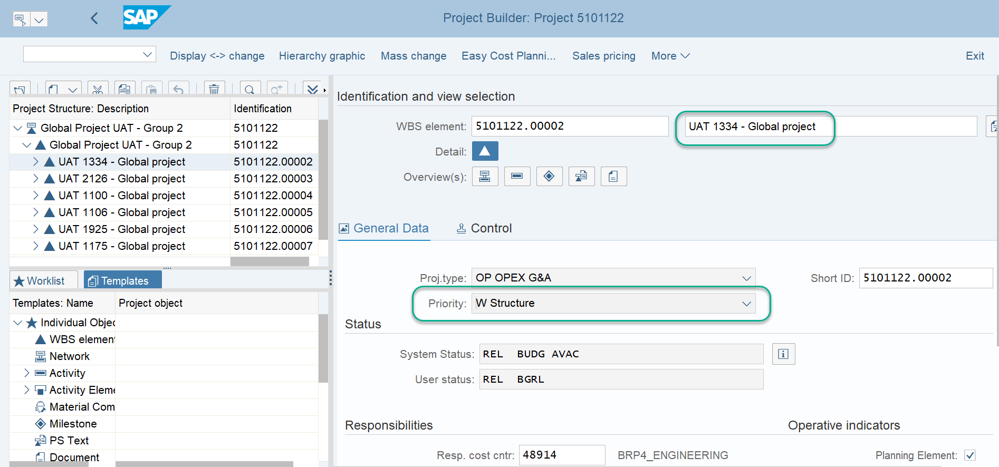 SAP
Project Builder: Project 5101122
Display <-> change
Hierarchy graphic
Mass change
Easy Cost Planni...
Sales pricing
More
Exit
Project Structure: Description
Identification
Global Project UAT - Group 2
5101122
Global Project UAT - Group 2
5101122
UAT 1334 - Global project
5101122.00002
UAT 2126 - Global project
5101122.00003
UAT 1100 - Global project
5101122.00004
UAT 1106 - Global project
5101122.00005
UAT 1925 - Global project
5101122.00006
UAT 1175 - Global project
5101122.00007
Worklist
Templates
Templates: Name
Project object
Individual Objec
WBS element
Network
Activity
Activity Eleme
Material Com
Milestone
PS Text
Document
Identification and view selection
WBS element: 5101122.00002
UAT 1334 - Global project
Detail:
Overview(s):
General Data
Control
Proj.type: OP OPEX G&A
Short ID: 5101122.00002
Priority: W Structure
Status
System Status: REL BUDG AVAC
User status: REL BGRL
Responsibilities
Operative indicators
Resp. cost cntr: 48914 BRP4_ENGINEERING
Planning Element: